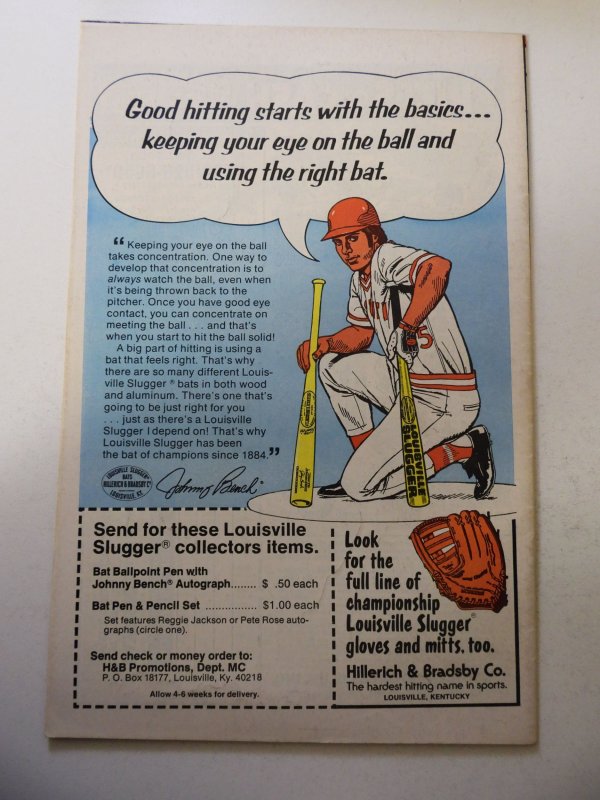 Good hitting starts with the basics...
keeping your eye on the ball and
using the right bat.
“ Keeping your eye on the ball
takes concentration. One way to
develop that concentration is to
always watch the ball, even when
it's being thrown back to the
pitcher. Once you have good eye
contact, you can concentrate on
meeting the ball . . . and that's
when you start to hit the ball solid!
A big part of hitting is using a
bat that feels right. That's why
there are so many different Louis-
ville Slugger ® bats in both wood
and aluminum. There's one that's
going to be just right for you
. . . just as there's a Louisville
Slugger I depend on! That's why
Louisville Slugger has been
the bat of champions since 1884.”
LOUISVILLE SLUGGER
BATS
HILLERICH & BRADSBY Co
LOUISVILLE, KY.
Johnny Bench
5
LOUISVILLE
SLUGGER
Send for these Louisville
Slugger® collectors items.
Bat Ballpoint Pen with
Johnny Bench® Autograph........ $ .50 each
Bat Pen & Pencil Set ................ $1.00 each
Set features Reggie Jackson or Pete Rose auto-
graphs (circle one).
Send check or money order to:
H&B Promotions, Dept. MC
P. O. Box 18177, Louisville, Ky. 40218
Allow 4-6 weeks for delivery.
Look
for the
full line of
championship
Louisville Slugger®
gloves and mitts, too.
Hillerich & Bradsby Co.
The hardest hitting name in sports.
LOUISVILLE, KENTUCKY